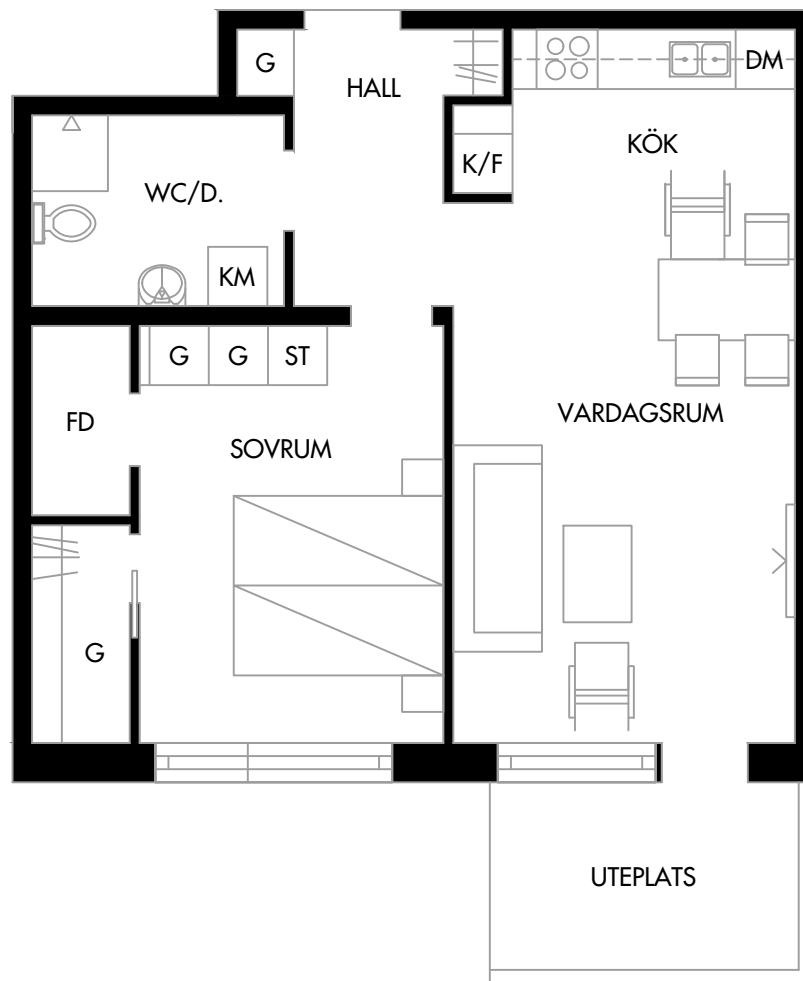 G
HALL
DM
KÖK
K/F
WC/D.
KM
G
G
ST
FD
SOVRUM
VARDAGSRUM
G
UTEPLATS